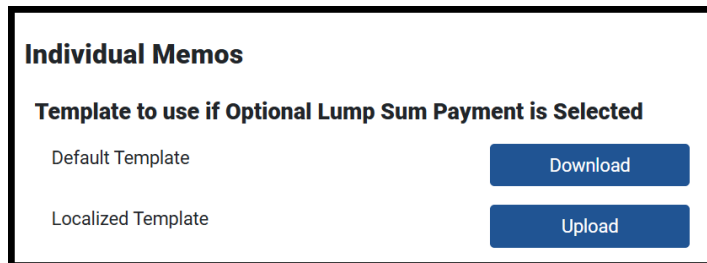 Individual Memos
Template to use if Optional Lump Sum Payment is Selected
Default Template
Download
Localized Template
Upload